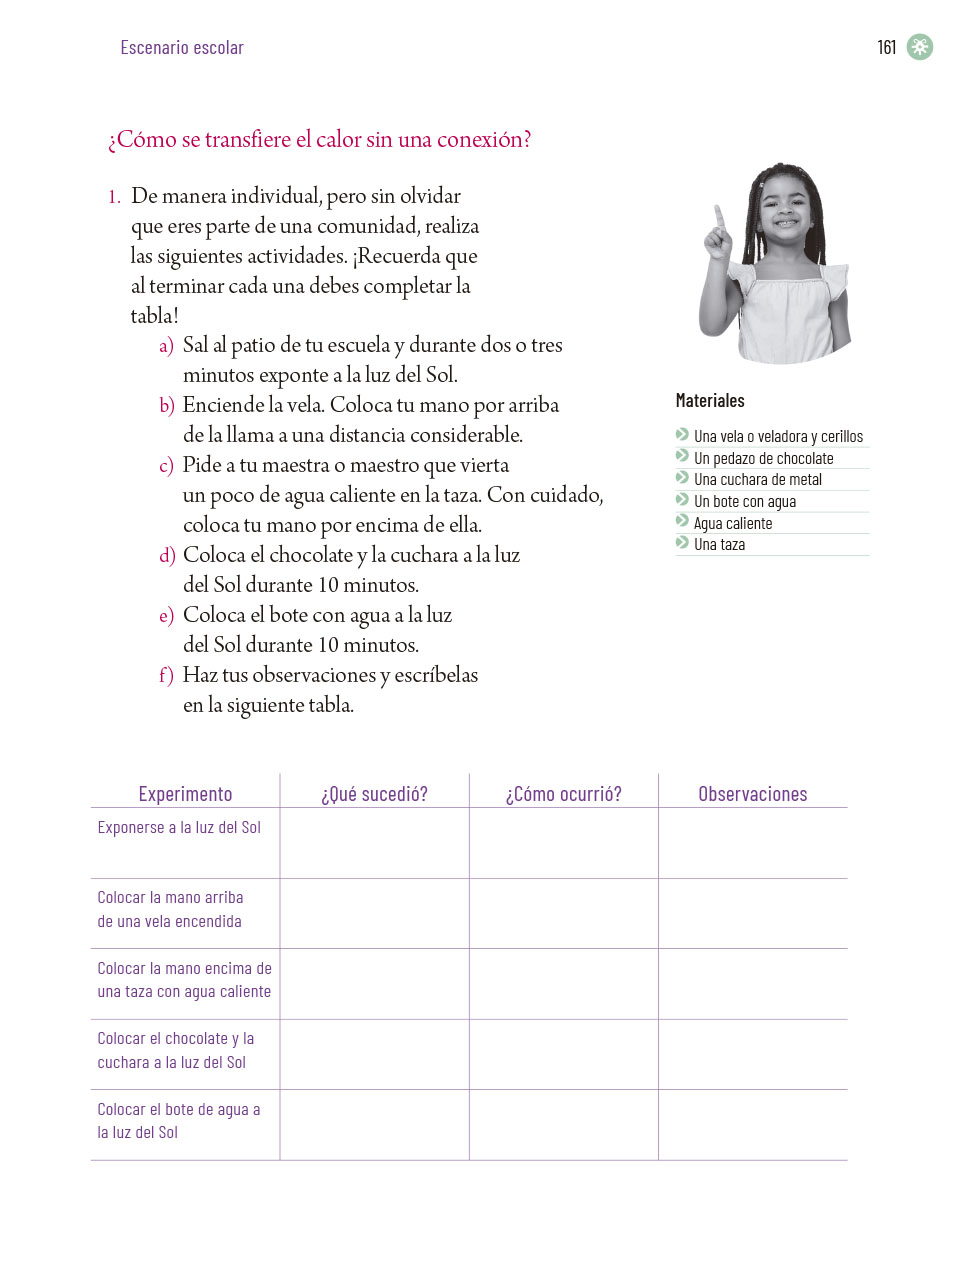 Escenario escolar
161
¿Cómo se transfiere el calor sin una conexión?
1. De manera individual, pero sin olvidar
que eres parte de una comunidad, realiza
las siguientes actividades. ¡Recuerda que
al terminar cada una debes completar la
tabla!
a) Sal al patio de tu escuela y durante dos o tres
minutos exponte a la luz del Sol.
b) Enciende la vela. Coloca tu mano por arriba
de la llama a una distancia considerable.
c) Pide a tu maestra o maestro que vierta
un poco de agua caliente en la taza. Con cuidado,
coloca tu mano por encima de ella.
d) Coloca el chocolate y la cuchara a la luz
del Sol durante 10 minutos.
e) Coloca el bote con agua a la luz
del Sol durante 10 minutos.
f) Haz tus observaciones y escríbelas
en la siguiente tabla.
Materiales
Una vela o veladora y cerillos
Un pedazo de chocolate
Una cuchara de metal
Un bote con agua
Agua caliente
Una taza
Experimento ¿Qué sucedió? ¿Cómo ocurrió? Observaciones
Exponerse a la luz del Sol
Colocar la mano arriba
de una vela encendida
Colocar la mano encima de
una taza con agua caliente
Colocar el chocolate y la
cuchara a la luz del Sol
Colocar el bote de agua a
la luz del Sol